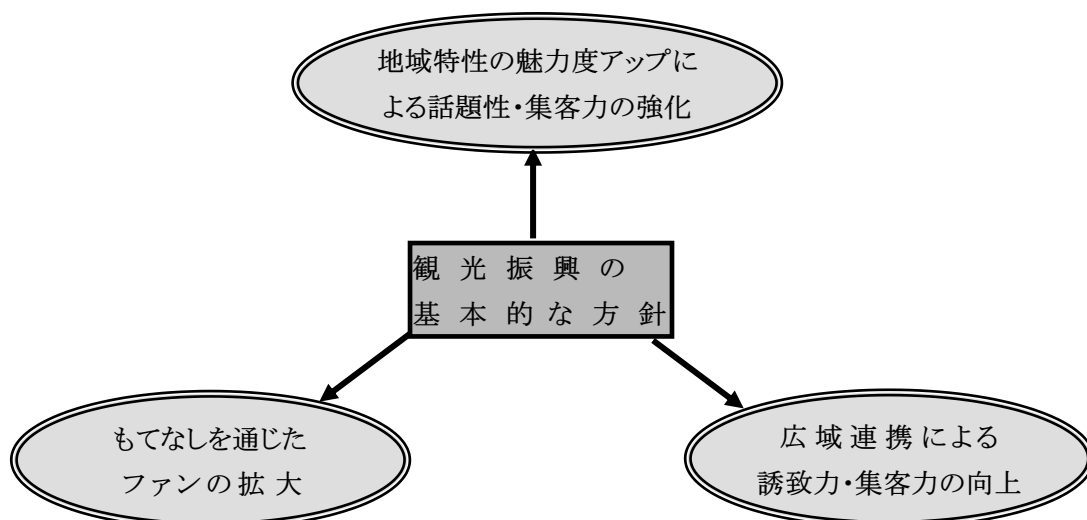 地域特性の魅力度アップに
よる話題性・集客力の強化
観光振興の
基本的な方針
もてなしを通じた
ファンの拡大
広域連携による
誘致力・集客力の向上